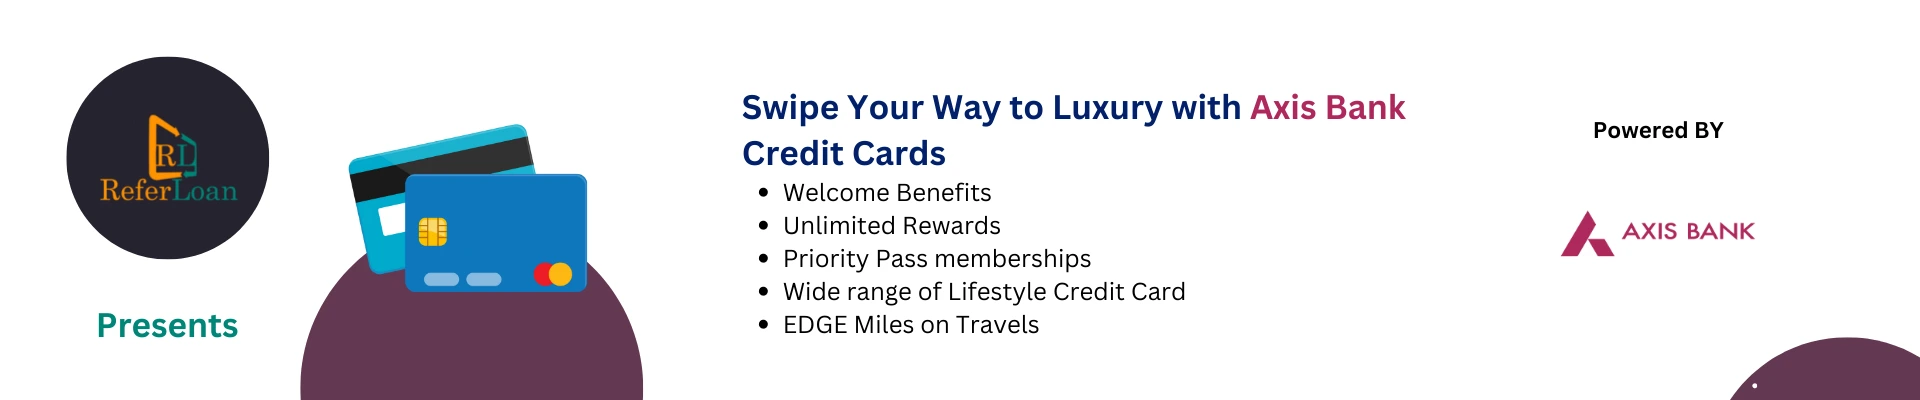 RL
ReferLoan
Presents
Swipe Your Way to Luxury with Axis Bank
Credit Cards
• Welcome Benefits
• Unlimited Rewards
• Priority Pass memberships
• Wide range of Lifestyle Credit Card
• EDGE Miles on Travels
Powered BY
AXIS BANK